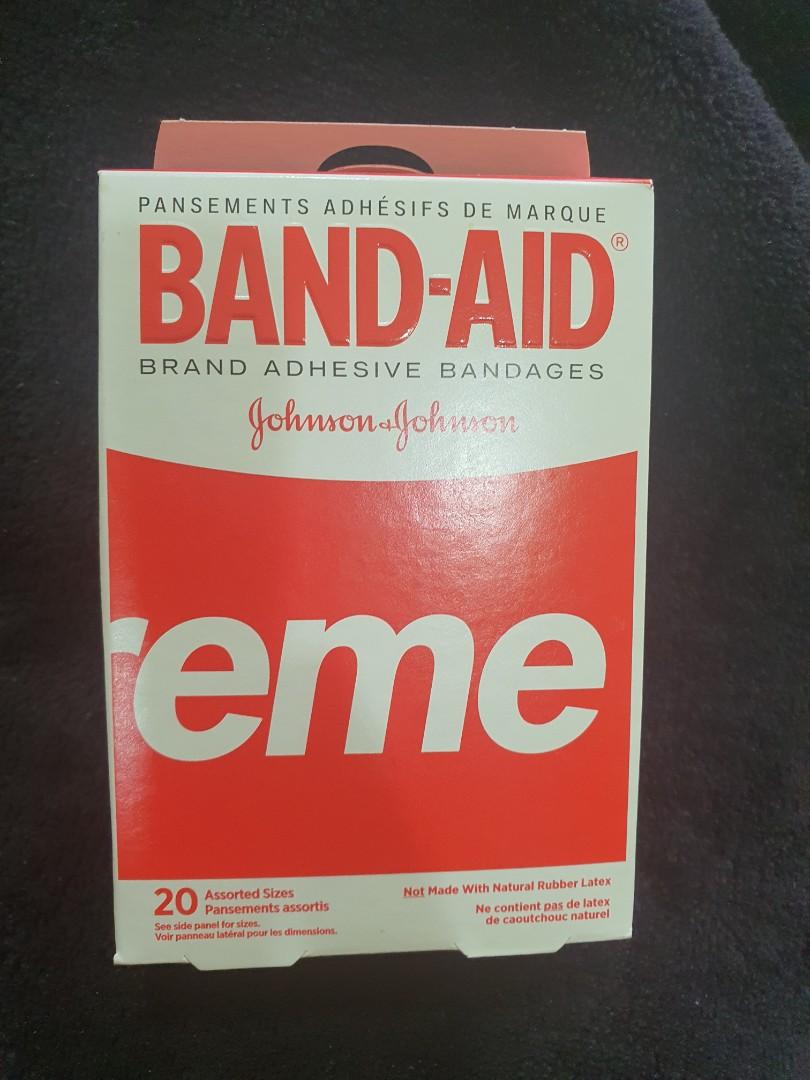 PANSEMENTS ADHÉSIFS DE MARQUE
BAND-AID®
BRAND ADHESIVE BANDAGES
Johnson & Johnson
reme
20 Assorted Sizes
Pansements assortis
See side panel for sizes.
Voir panneau latéral pour les dimensions.
Not Made With Natural Rubber Latex
Ne contient pas de latex
de caoutchouc naturel